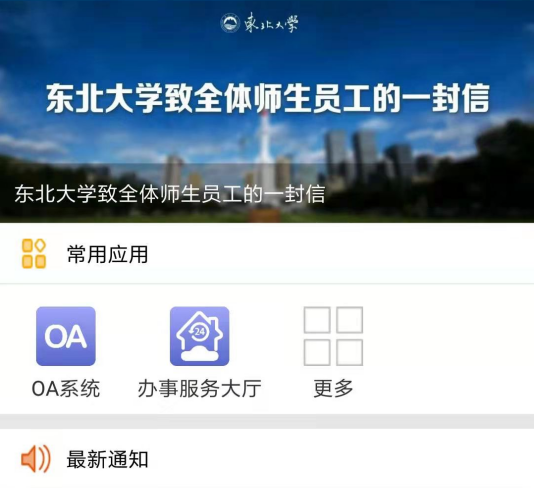 東北大學
东北大学致全体师生员工的一封信
东北大学致全体师生员工的一封信
常用应用
OA
24
OA系统
办事服务大厅
更多
最新通知